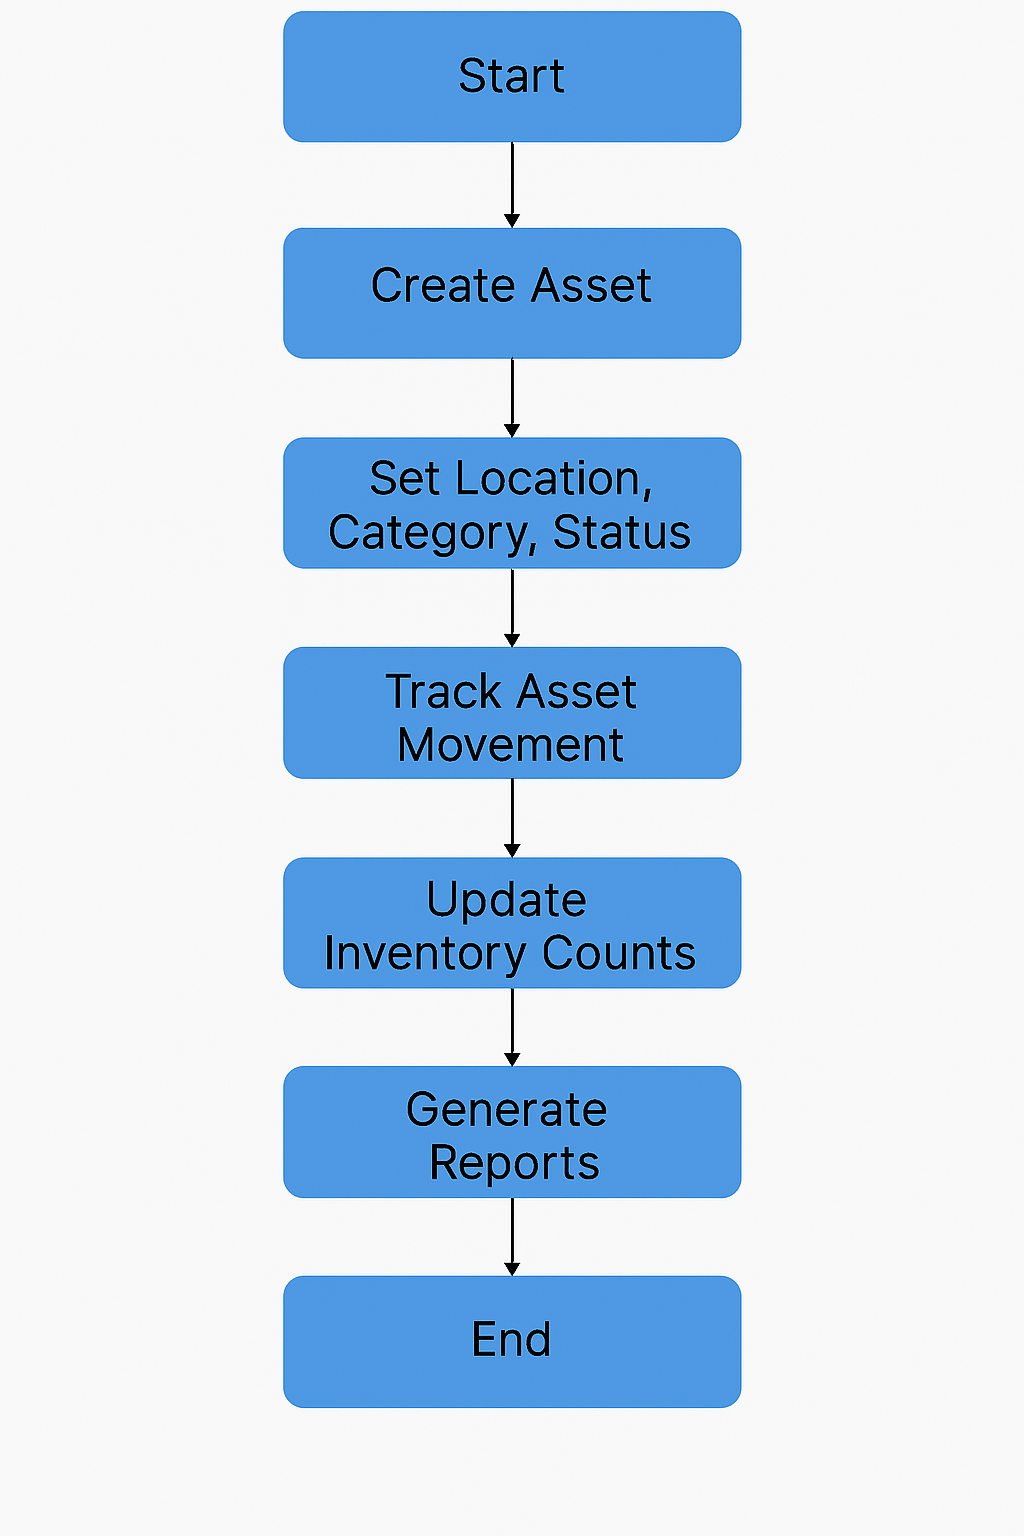 Start
Create Asset
Set Location,
Category, Status
Track Asset
Movement
Update
Inventory Counts
Generate
Reports
End